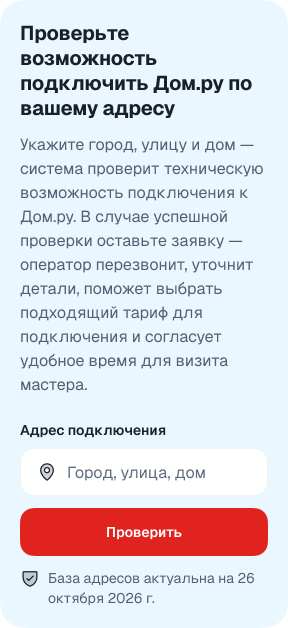 Проверьте
возможность
подключить Дом.ру по
вашему адресу
Укажите город, улицу и дом —
система проверит техническую
возможность подключения к
Дом.ру. В случае успешной
проверки оставьте заявку —
оператор перезвонит, уточнит
детали, поможет выбрать
подходящий тариф для
подключения и согласует
удобное время для визита
мастера.
Адрес подключения
Город, улица, дом
Проверить
База адресов актуальна на 26
октября 2026 г.